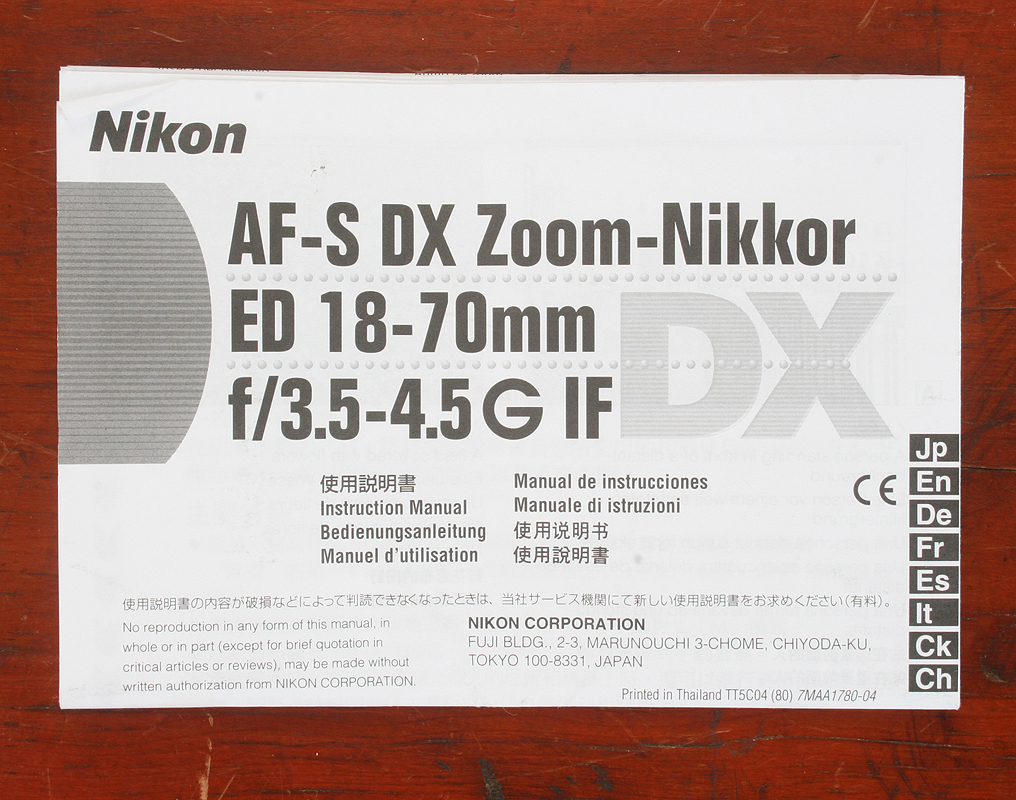 Nikon
AF-S DX Zoom-Nikkor
ED 18-70mm
f/3.5-4.5G IF
DX
使用説明書
Instruction Manual
Bedienungsanleitung
Manuel d'utilisation
Manual de instrucciones
Manuale di istruzioni
使用说明书
使用說明書
CE
Jp
En
De
Fr
Es
It
Ck
Ch
使用説明書の内容が破損などによって判読できなくなったときは、当社サービス機関にて新しい使用説明書をお求めください(有料)。
No reproduction in any form of this manual, in
whole or in part (except for brief quotation in
critical articles or reviews), may be made without
written authorization from NIKON CORPORATION.
NIKON CORPORATION
FUJI BLDG., 2-3, MARUNOUCHI 3-CHOME, CHIYODA-KU,
TOKYO 100-8331, JAPAN
Printed in Thailand TT5C04 (80) 7MAA1780-04